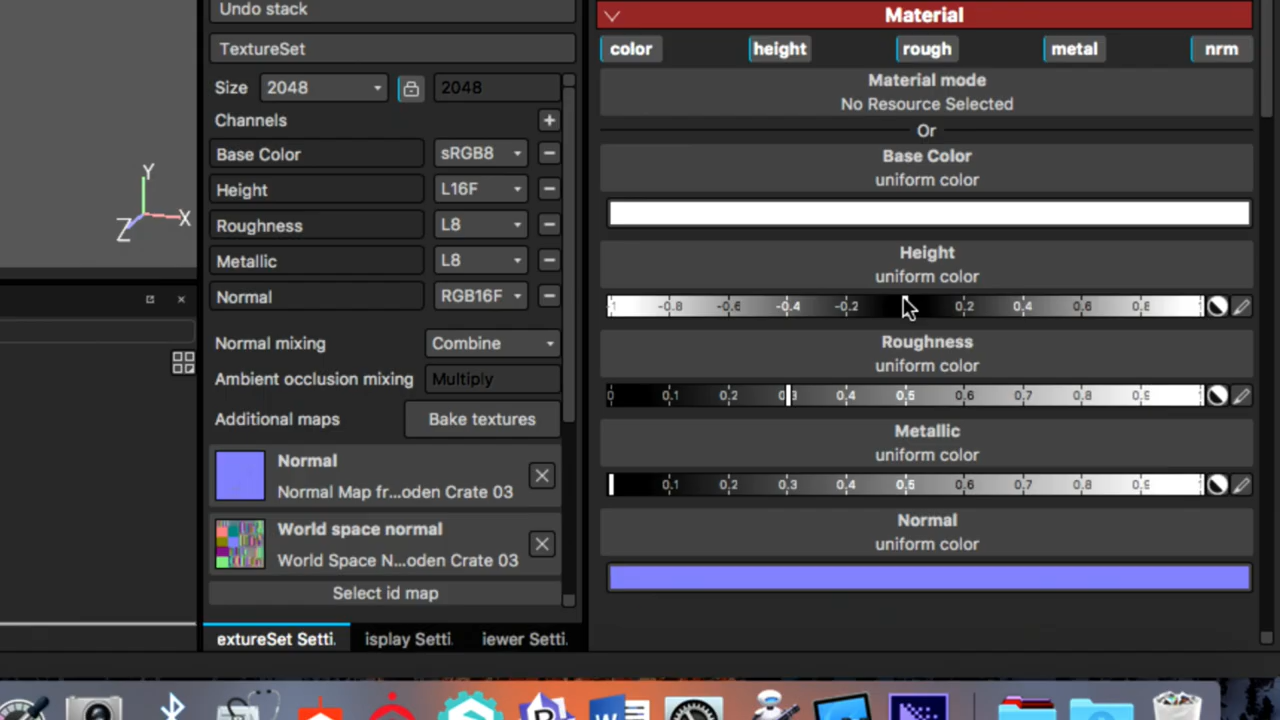 Undo stack
TextureSet
Size 2048 2048
Channels
Base Color sRGB8
Height L16F
Roughness L8
Metallic L8
Normal RGB16F
Normal mixing Combine
Ambient occlusion mixing Multiply
Additional maps Bake textures
Normal
Normal Map fr...oden Crate 03
World space normal
World Space N...oden Crate 03
Select id map
extureSet Setti. isplay Setti. iewer Setti.
Y
X
Z
Material
color height rough metal nrm
Material mode
No Resource Selected
Or
Base Color
uniform color
Height
uniform color
-0.8 -0.6 -0.4 -0.2 0.2 0.4 0.6
Roughness
uniform color
0 0.1 0.2 0.4 0.5 0.6 0.7 0.8
Metallic
uniform color
0.1 0.2 0.3 0.4 0.5 0.6 0.7 0.8
Normal
uniform color
W